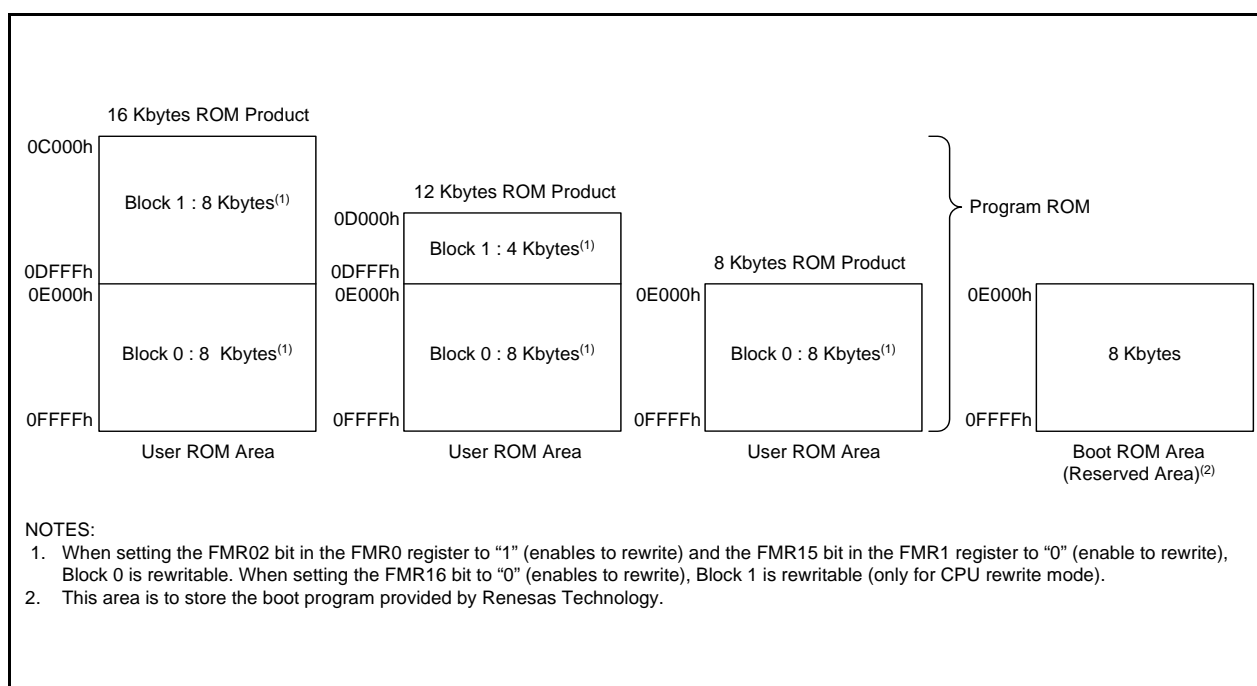 16 Kbytes ROM Product
0C000h
Block 1 : 8 Kbytes(1)
0DFFFh
0E000h
Block 0 : 8 Kbytes(1)
0FFFFh
User ROM Area
12 Kbytes ROM Product
0D000h
Block 1 : 4 Kbytes(1)
0DFFFh
0E000h
Block 0 : 8 Kbytes(1)
0FFFFh
User ROM Area
8 Kbytes ROM Product
0E000h
Block 0 : 8 Kbytes(1)
0FFFFh
User ROM Area
Program ROM
0E000h
8 Kbytes
0FFFFh
Boot ROM Area
(Reserved Area)(2)
NOTES:
1. When setting the FMR02 bit in the FMR0 register to “1” (enables to rewrite) and the FMR15 bit in the FMR1 register to “0” (enable to rewrite),
Block 0 is rewritable. When setting the FMR16 bit to “0” (enables to rewrite), Block 1 is rewritable (only for CPU rewrite mode).
2. This area is to store the boot program provided by Renesas Technology.